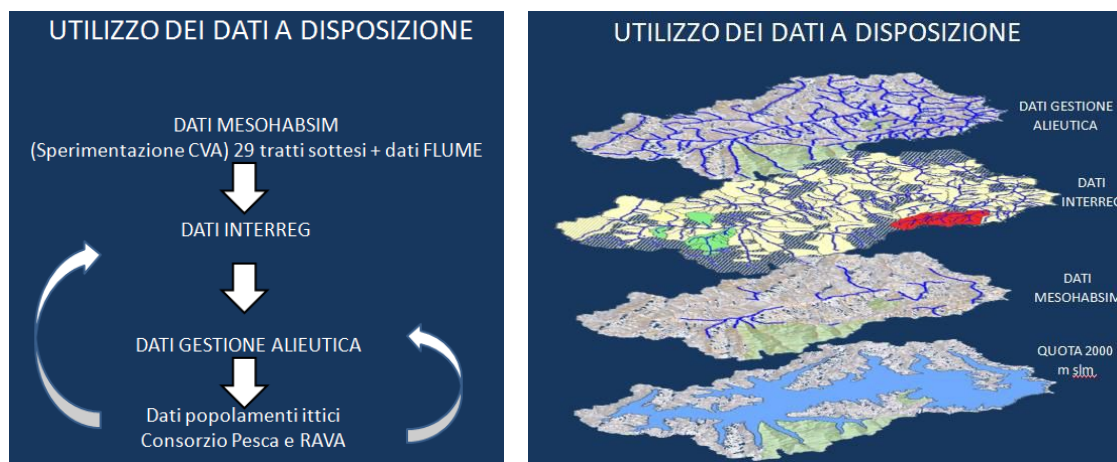 UTILIZZO DEI DATI A DISPOSIZIONE
DATI MESOHABSIM
(Sperimentazione CVA) 29 tratti sottesi + dati FLUME
DATI INTERREG
DATI GESTIONE ALIEUTICA
Dati popolamenti ittici
Consorzio Pesca e RAVA
UTILIZZO DEI DATI A DISPOSIZIONE
DATI GESTIONE
ALIEUTICA
DATI
INTERREG
DATI
MESOHABSIM
QUOTA 2000
m slm